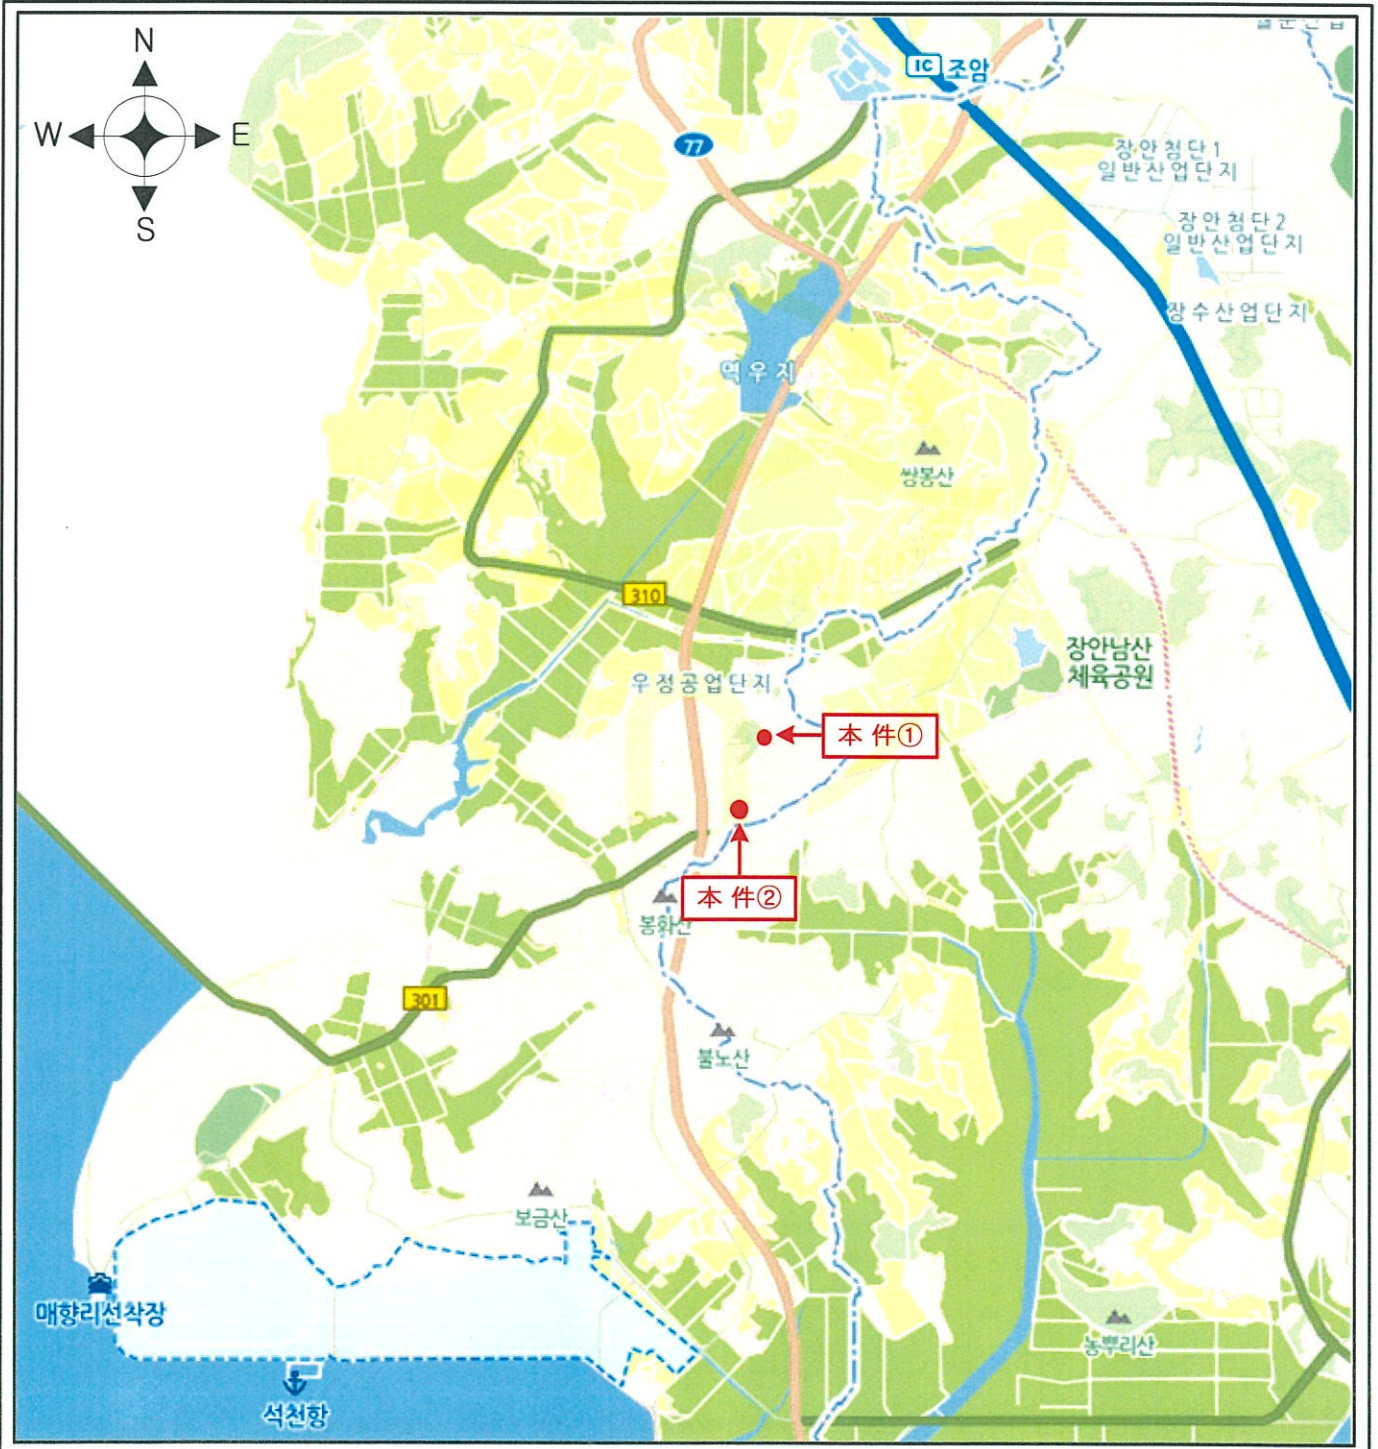 N
W
E
S
IC 조암
77
장안첨단1
일반산업단지
장안첨단2
일반산업단지
장수산업단지
멱우지
쌍봉산
310
장안남산
체육공원
우정공업단지
本件①
本件②
봉화산
301
불노산
보금산
매향리선착장
농뿌리산
석천항